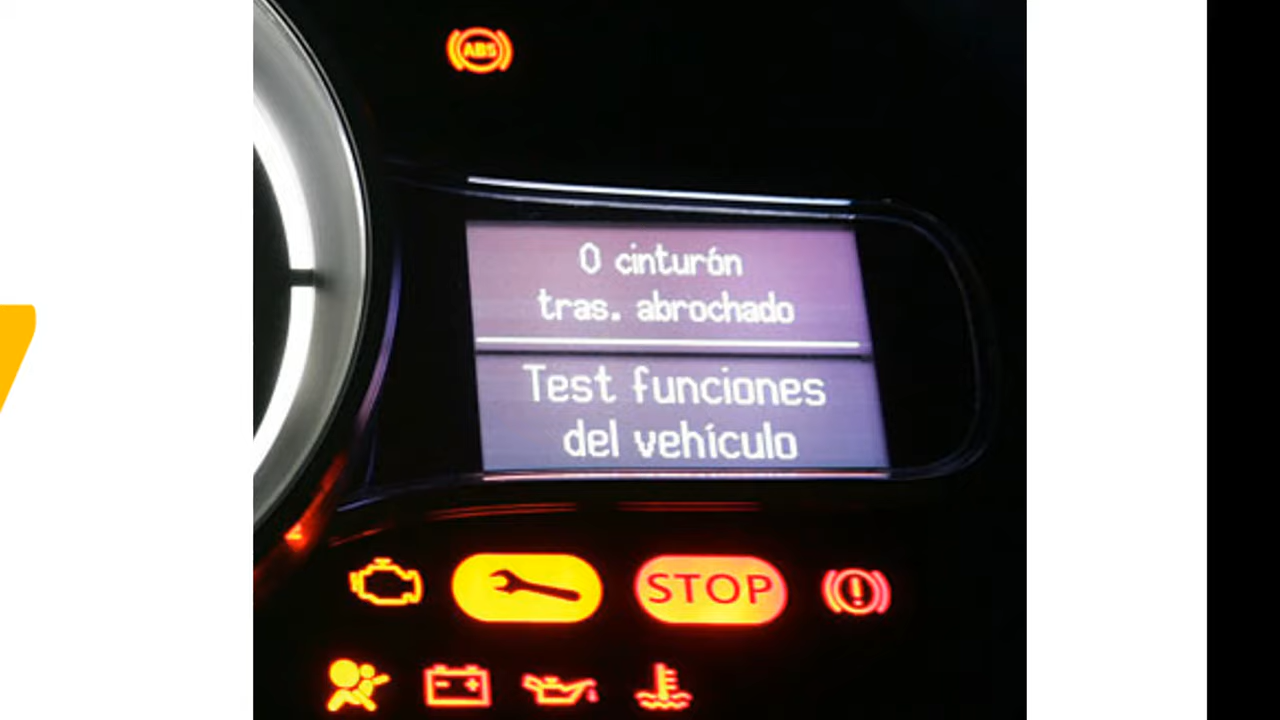 ABS
0 cinturón
tras. abrochado
Test funciones
del vehículo
STOP